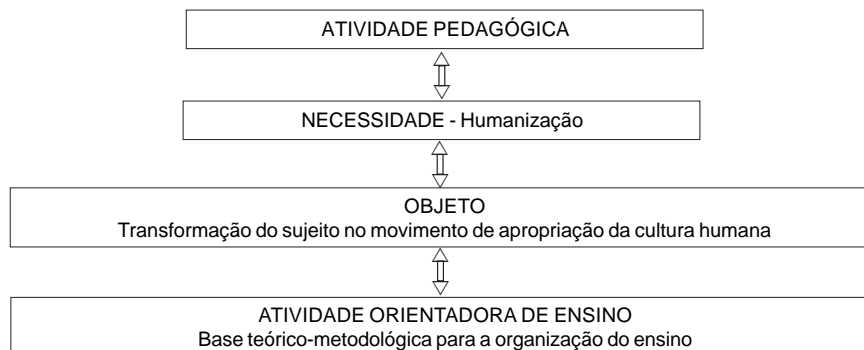 ATIVIDADE PEDAGÓGICA
NECESSIDADE - Humanização
OBJETO
Transformação do sujeito no movimento de apropriação da cultura humana
ATIVIDADE ORIENTADORA DE ENSINO
Base teórico-metodológica para a organização do ensino